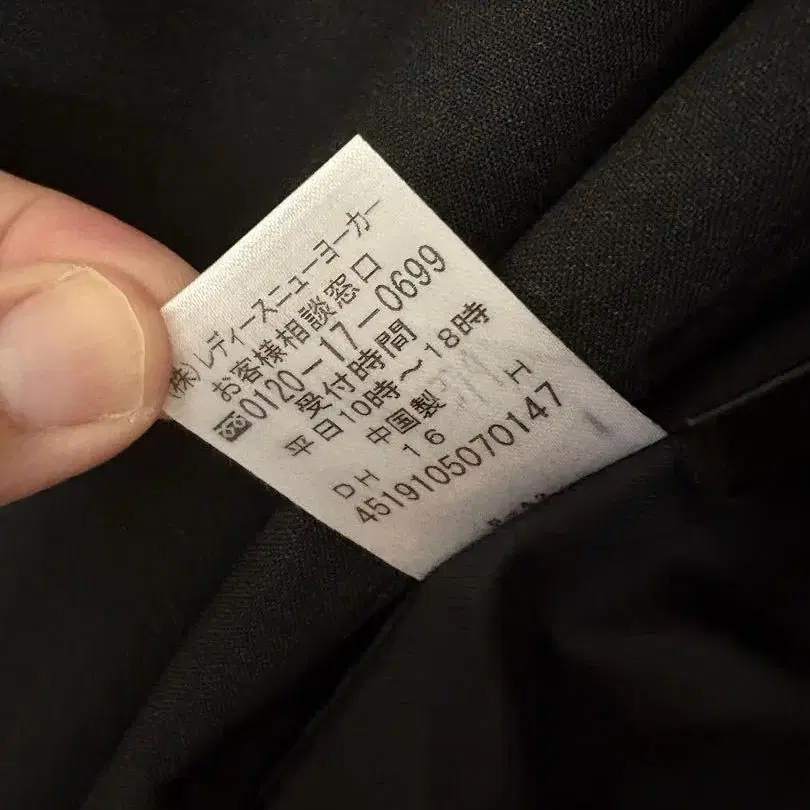 (株)レディースニューヨーカー
お客様相談窓口
0120-17-0699
受付時間
平日10時～18時
中国製
DH 16 H
4519105070147